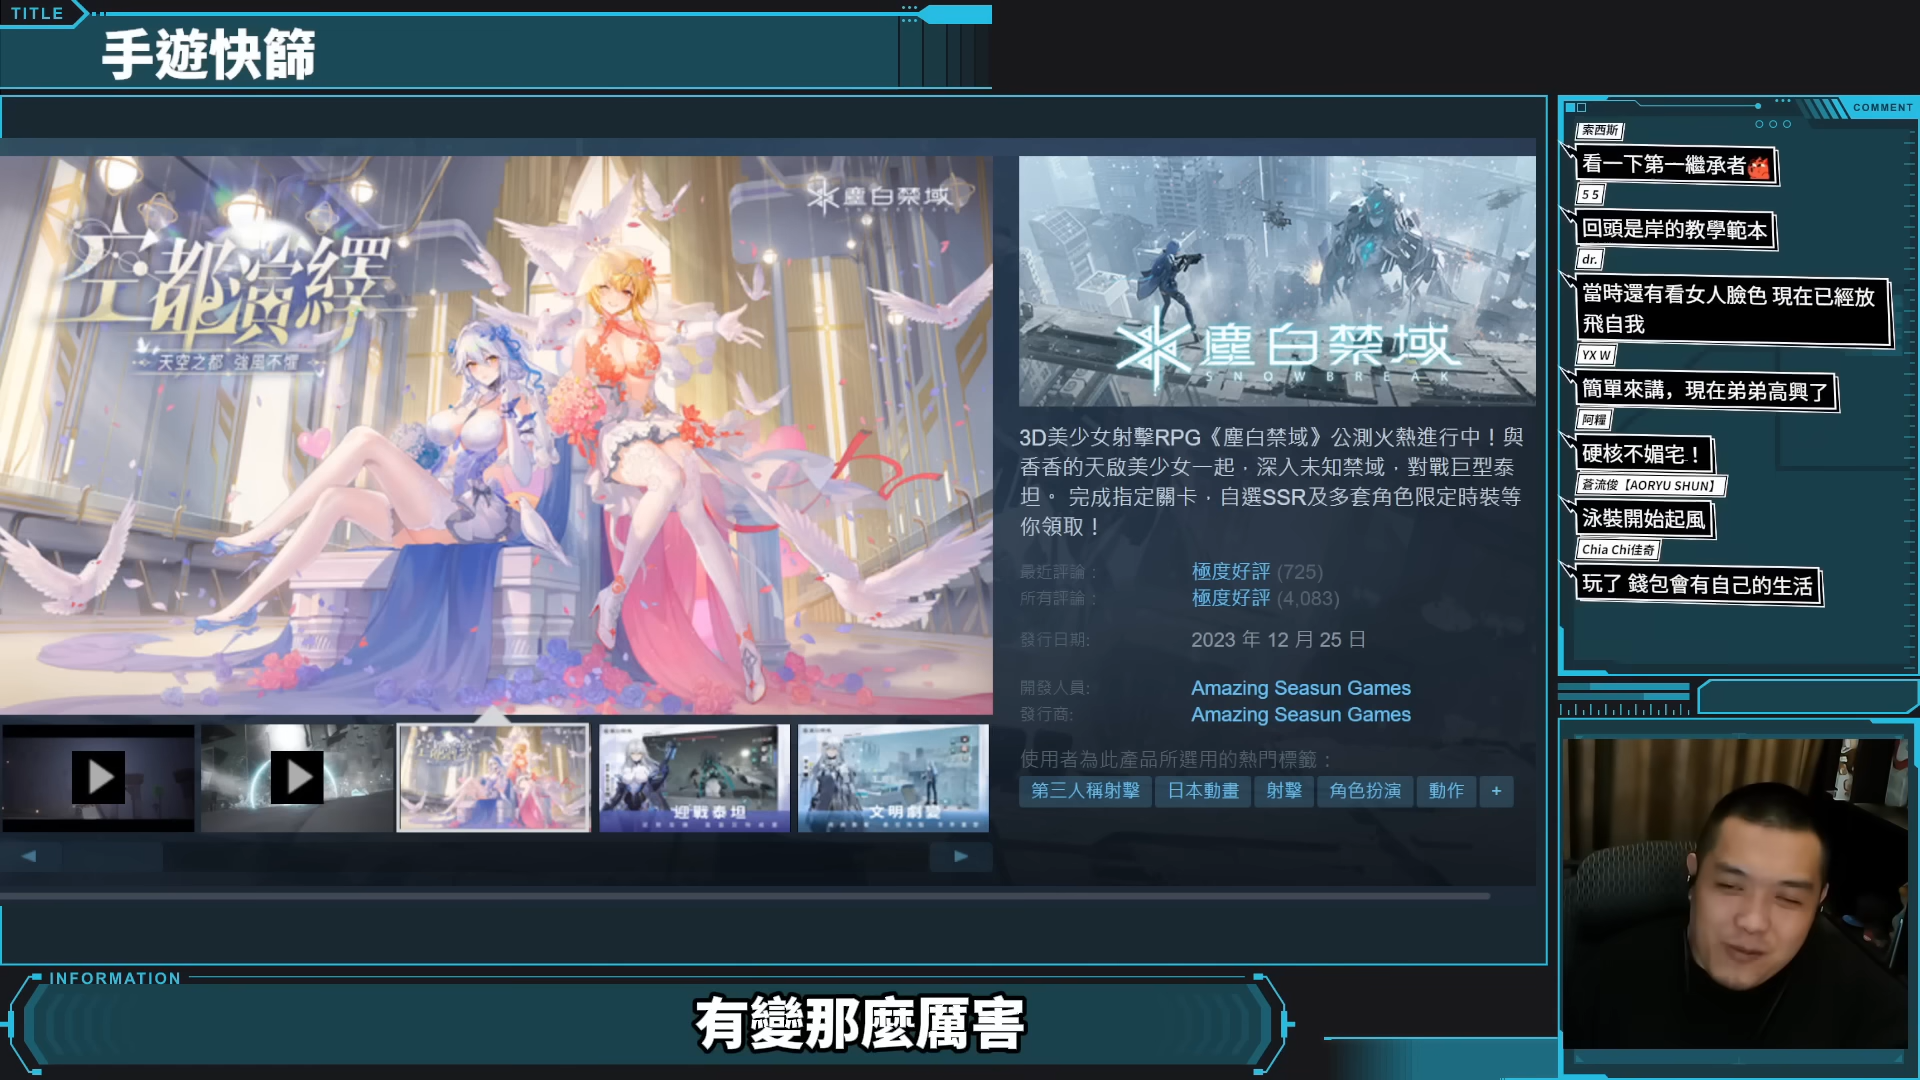 TITLE
手遊快篩
空都演繹
天空之都 強風不懼
塵白禁域
塵白禁域
SNOWBREAK
3D美少女射擊RPG《塵白禁域》公測火熱進行中！與
香香的天啟美少女一起，深入未知禁域，對戰巨型泰
坦。 完成指定關卡，自選SSR及多套角色限定時裝等
你領取！
最近評論：
極度好評 (725)
所有評論：
極度好評 (4,083)
發行日期:
2023 年 12 月 25 日
開發人員:
Amazing Seasun Games
發行商:
Amazing Seasun Games
使用者為此產品所選用的熱門標籤：
第三人稱射擊
日本動畫
射擊
角色扮演
動作
+
迎戰泰坦
文明劇變
COMMENT
索西斯
看一下第一繼承者
5 5
回頭是岸的教學範本
dr.
當時還有看女人臉色 現在已經放
飛自我
YX W
簡單來講，現在弟弟高興了
阿糧
硬核不媚宅！
蒼流俊【AORYU SHUN】
泳裝開始起風
Chia Chi佳奇
玩了 錢包會有自己的生活
INFORMATION
有變那麼厲害